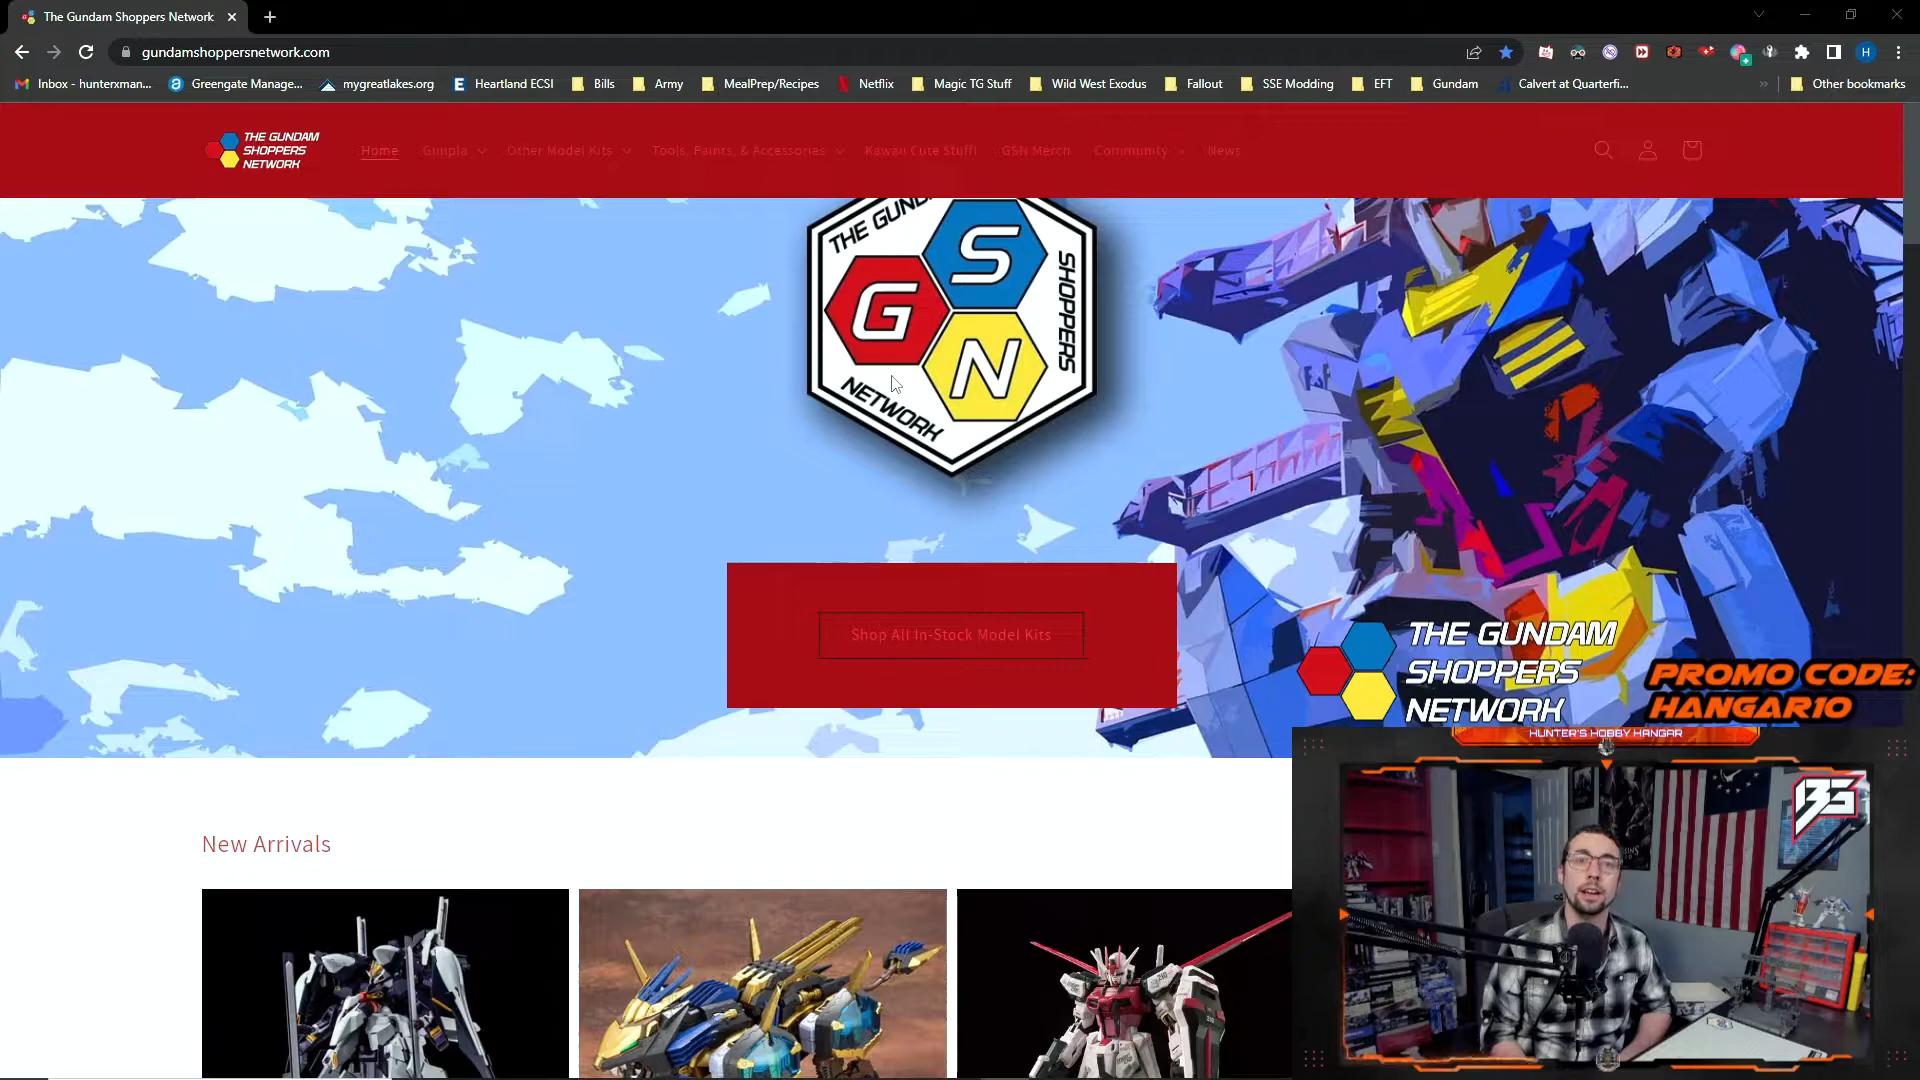 The Gundam Shoppers Network
gundamshoppersnetwork.com
Inbox - hunterxman...
Greengate Manage...
mygreatlakes.org
Heartland ECSI
Bills
Army
MealPrep/Recipes
Netflix
Magic TG Stuff
Wild West Exodus
Fallout
SSE Modding
EFT
Gundam
Calvert at Quarterfi...
Other bookmarks
H
THE GUNDAM
SHOPPERS
NETWORK
Home
Gunpla
Other Model Kits
Tools, Paints, & Accessories
Kawaii Cute Stuff!
GSN Merch
Community
News
THE GUND
SHOPPERS
NETWORK
G
S
N
Shop All In-Stock Model Kits
THE GUNDAM
SHOPPERS
NETWORK
PROMO CODE:
HANGAR10
HUNTER'S HOBBY HANGAR
New Arrivals